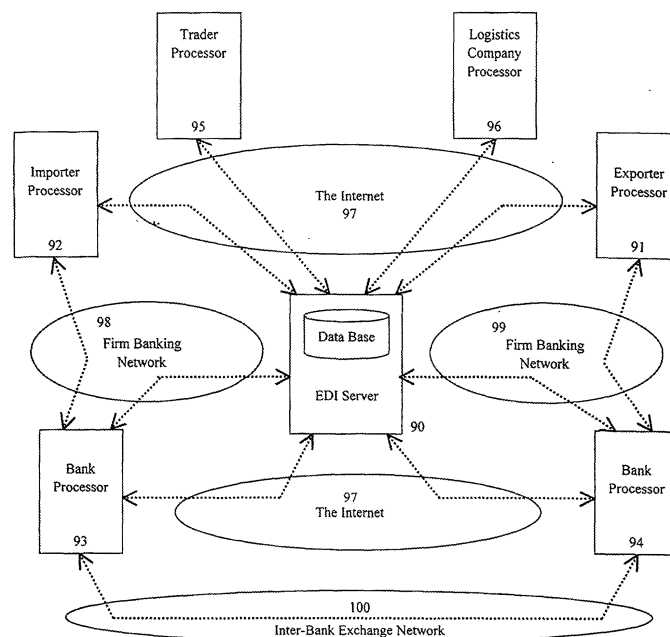 Trader
Processor
95
Logistics
Company
Processor
96
Importer
Processor
92
The Internet
97
Exporter
Processor
91
98
Firm Banking
Network
Data Base
EDI Server
90
99
Firm Banking
Network
Bank
Processor
93
97
The Internet
Bank
Processor
94
100
Inter-Bank Exchange Network